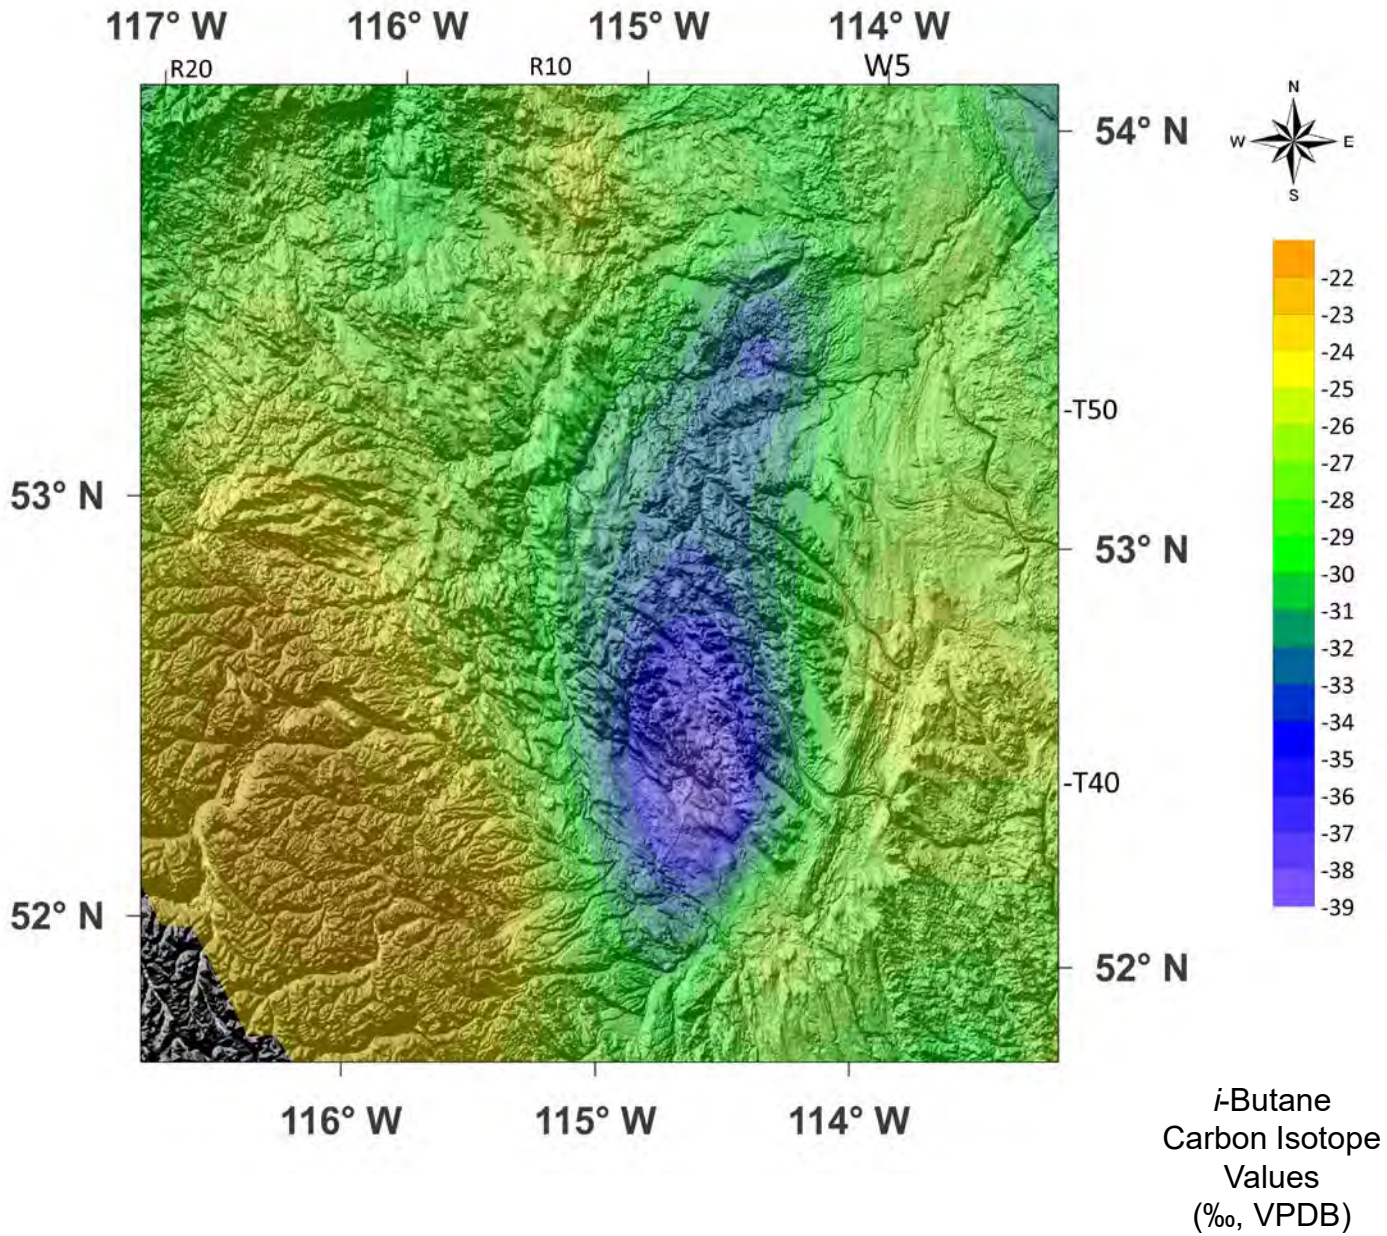 117° W 116° W 115° W 114° W
R20 R10 W5
N
W E
S
54° N
-22
-23
-24
-25
-T50
-26
-27
53° N
-28
-29
53° N
-30
-31
-32
-33
-34
-35
-T40
-36
-37
-38
-39
52° N
52° N
116° W 115° W 114° W
i-Butane
Carbon Isotope
Values
(‰, VPDB)